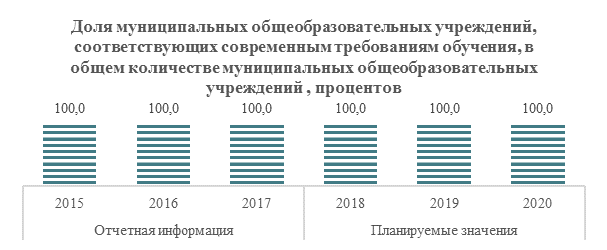 Доля муниципальных общеобразовательных учреждений,
соответствующих современным требованиям обучения, в
общем количестве муниципальных общеобразовательных
учреждений , процентов
100,0 100,0 100,0 100,0 100,0 100,0
2015 2016 2017 2018 2019 2020
Отчетная информация Планируемые значения